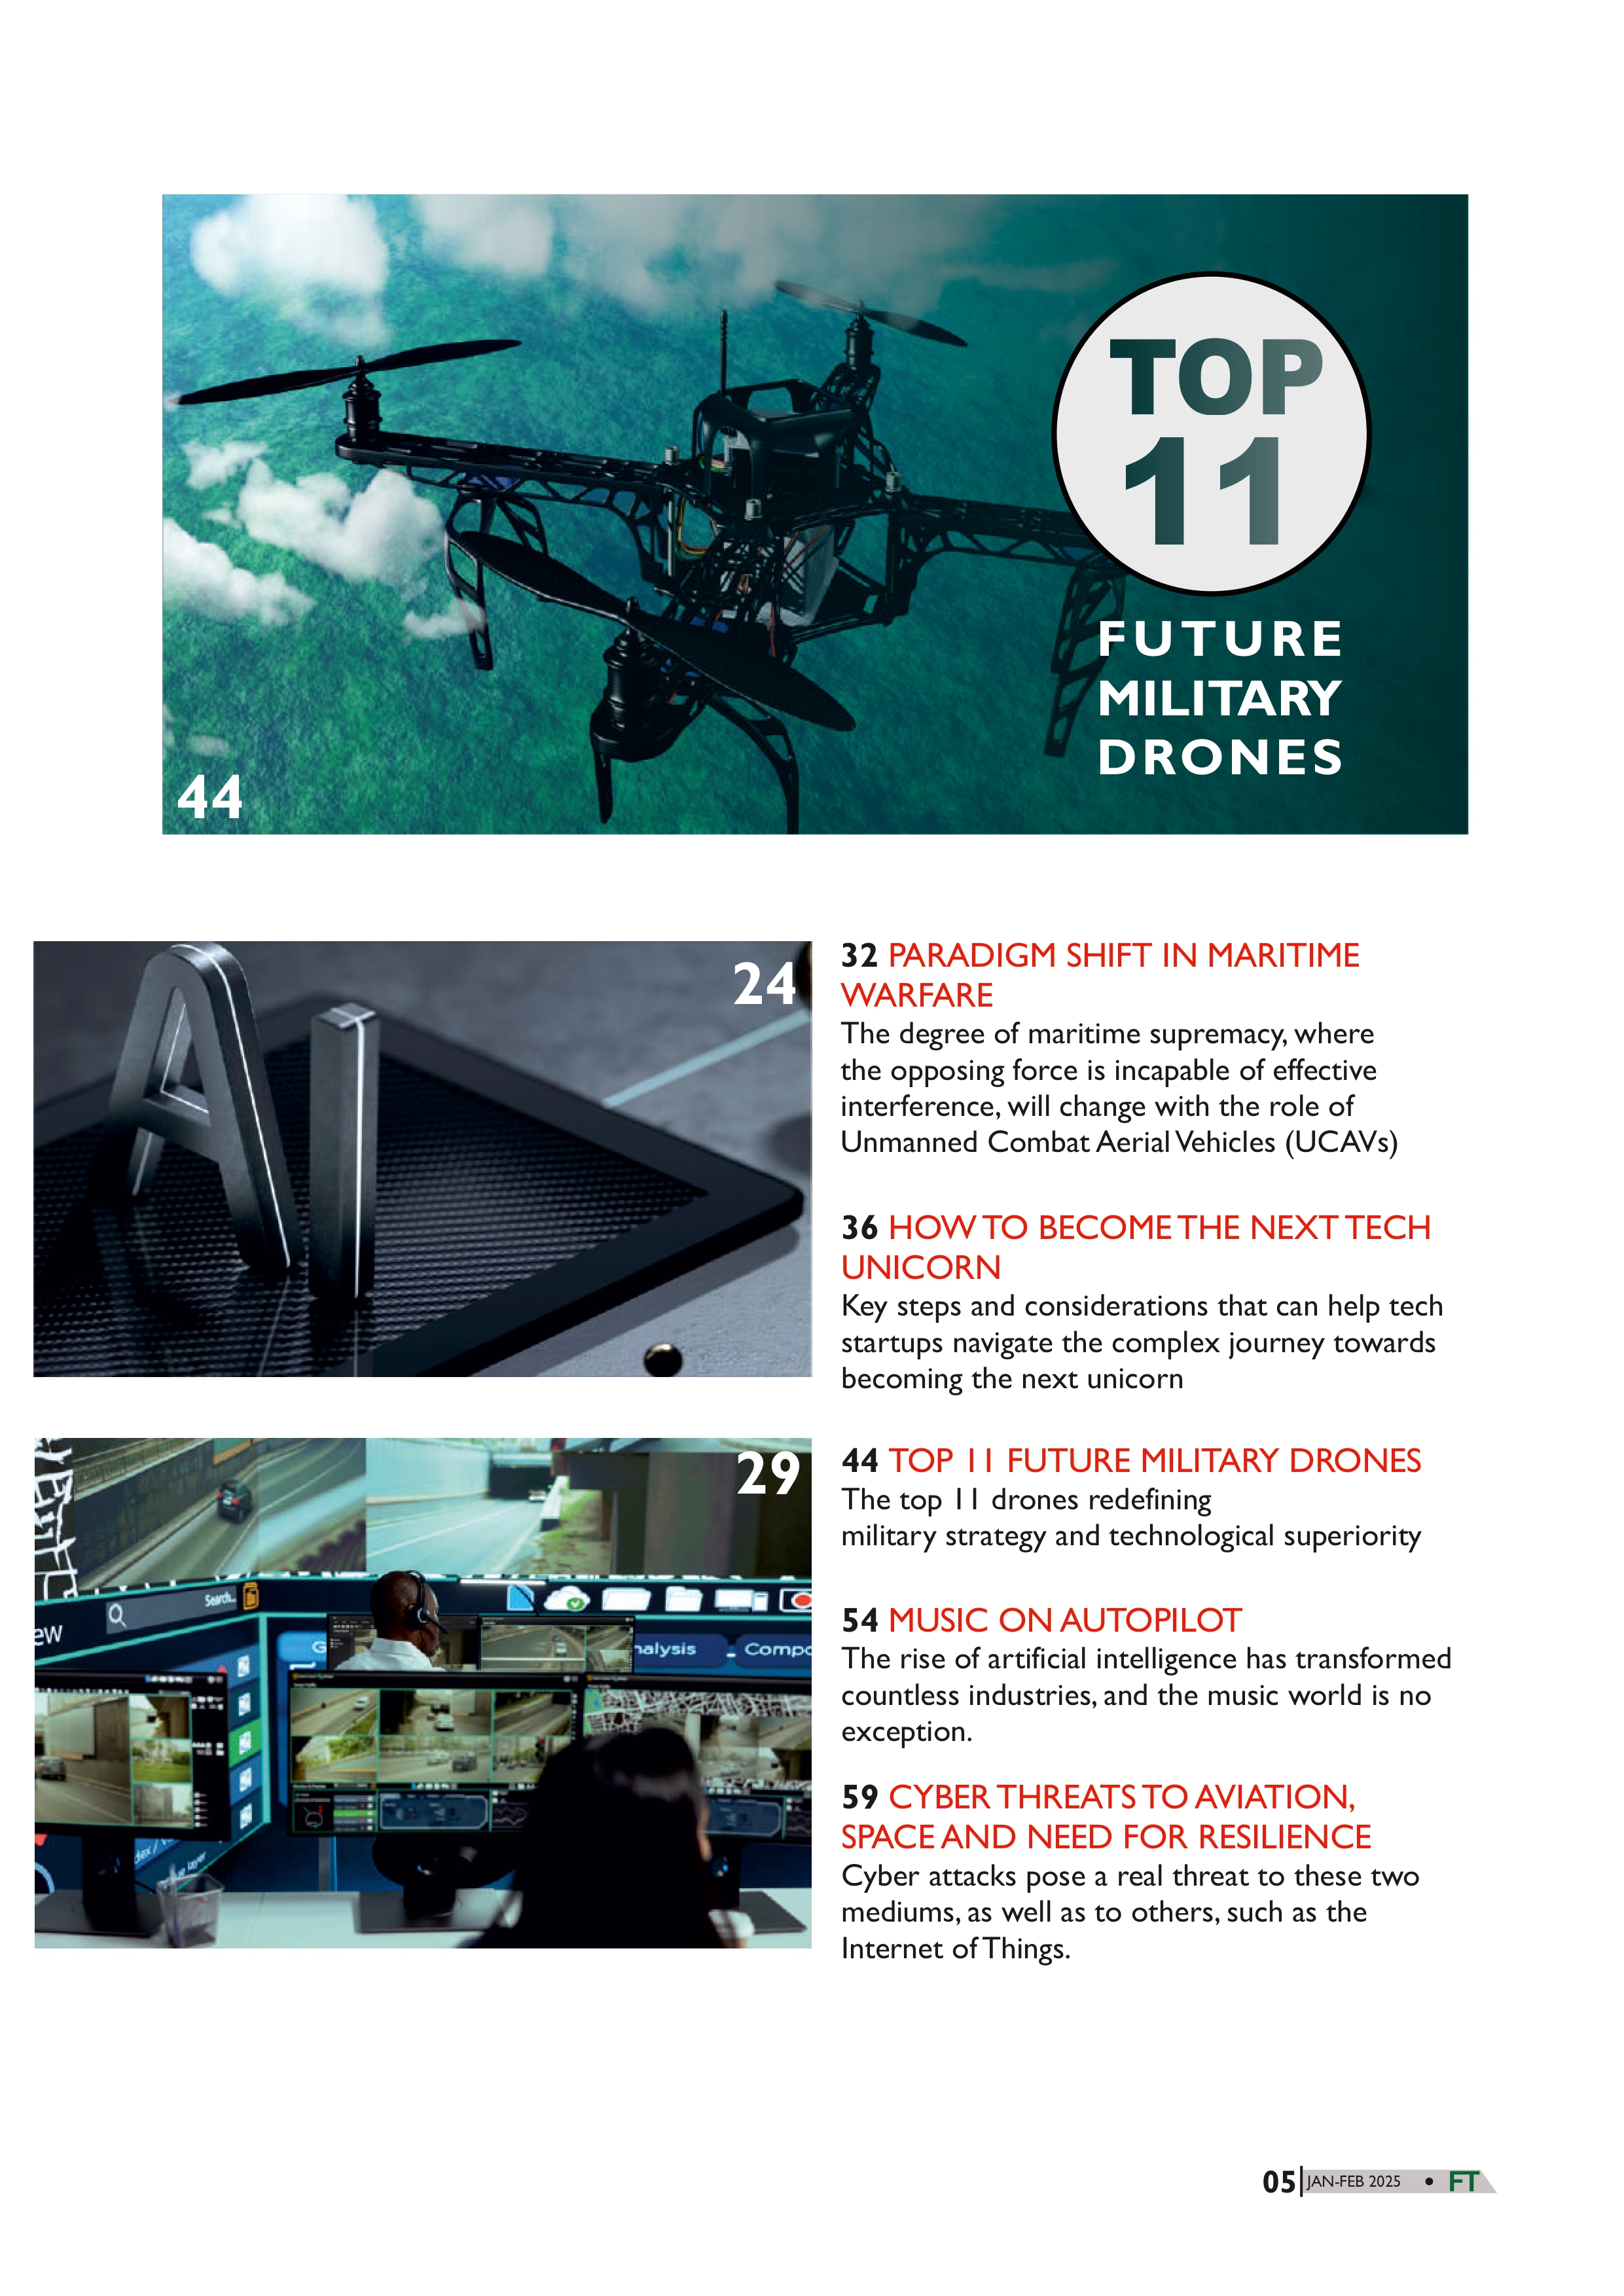 TOP
11
FUTURE
MILITARY
DRONES
44
24
32 PARADIGM SHIFT IN MARITIME
WARFARE
The degree of maritime supremacy, where
the opposing force is incapable of effective
interference, will change with the role of
Unmanned Combat Aerial Vehicles (UCAVs)
36 HOW TO BECOME THE NEXT TECH
UNICORN
Key steps and considerations that can help tech
startups navigate the complex journey towards
becoming the next unicorn
AI
29
Search...
ew
nalysis
Compo
44 TOP 11 FUTURE MILITARY DRONES
The top 11 drones redefining
military strategy and technological superiority
54 MUSIC ON AUTOPILOT
The rise of artificial intelligence has transformed
countless industries, and the music world is no
exception.
59 CYBER THREATS TO AVIATION,
SPACE AND NEED FOR RESILIENCE
Cyber attacks pose a real threat to these two
mediums, as well as to others, such as the
Internet of Things.
05 JAN-FEB 2025 • FT